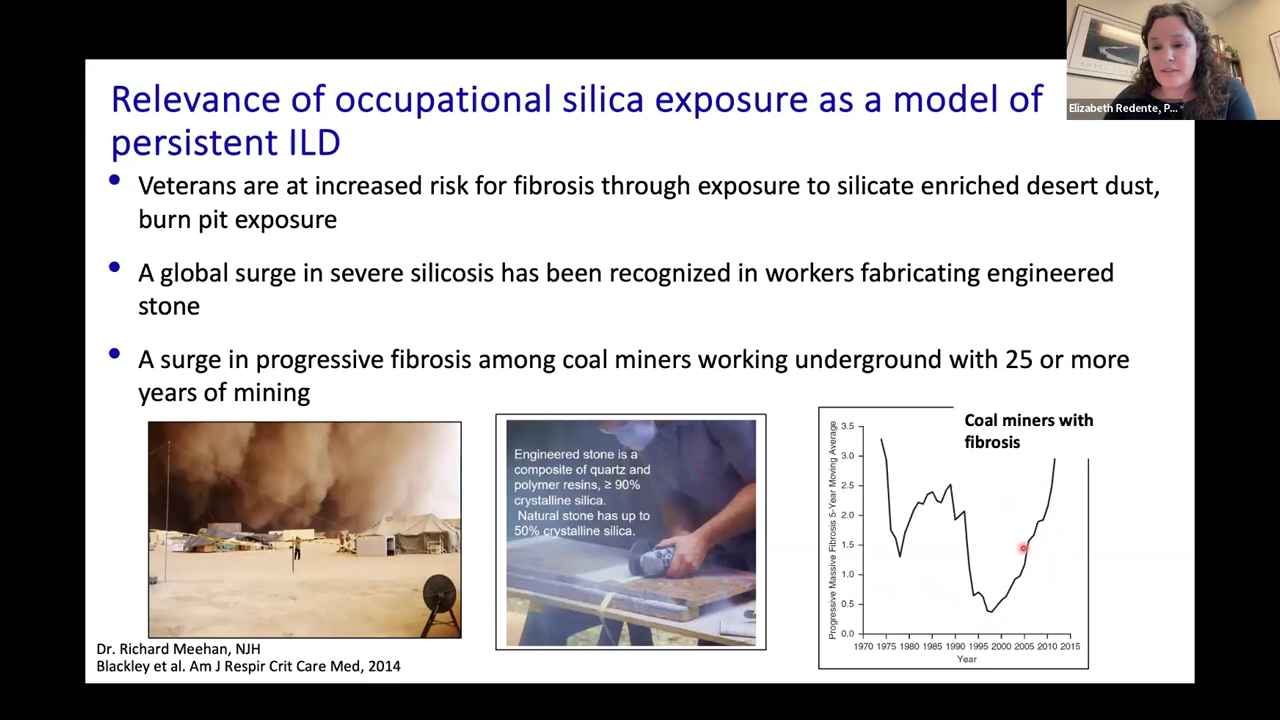 Relevance of occupational silica exposure as a model of
persistent ILD
Elizabeth Redente, P...
• Veterans are at increased risk for fibrosis through exposure to silicate enriched desert dust,
burn pit exposure
• A global surge in severe silicosis has been recognized in workers fabricating engineered
stone
• A surge in progressive fibrosis among coal miners working underground with 25 or more
years of mining
Engineered stone is a
composite of quartz and
polymer resins, ≥ 90%
crystalline silica.
Natural stone has up to
50% crystalline silica.
Coal miners with
fibrosis
Progressive Massive Fibrosis 5-Year Moving Average
3.5
3.0
2.5
2.0
1.5
1.0
0.5
0.0
1970 1975 1980 1985 1990 1995 2000 2005 2010 2015
Year
Dr. Richard Meehan, NJH
Blackley et al. Am J Respir Crit Care Med, 2014